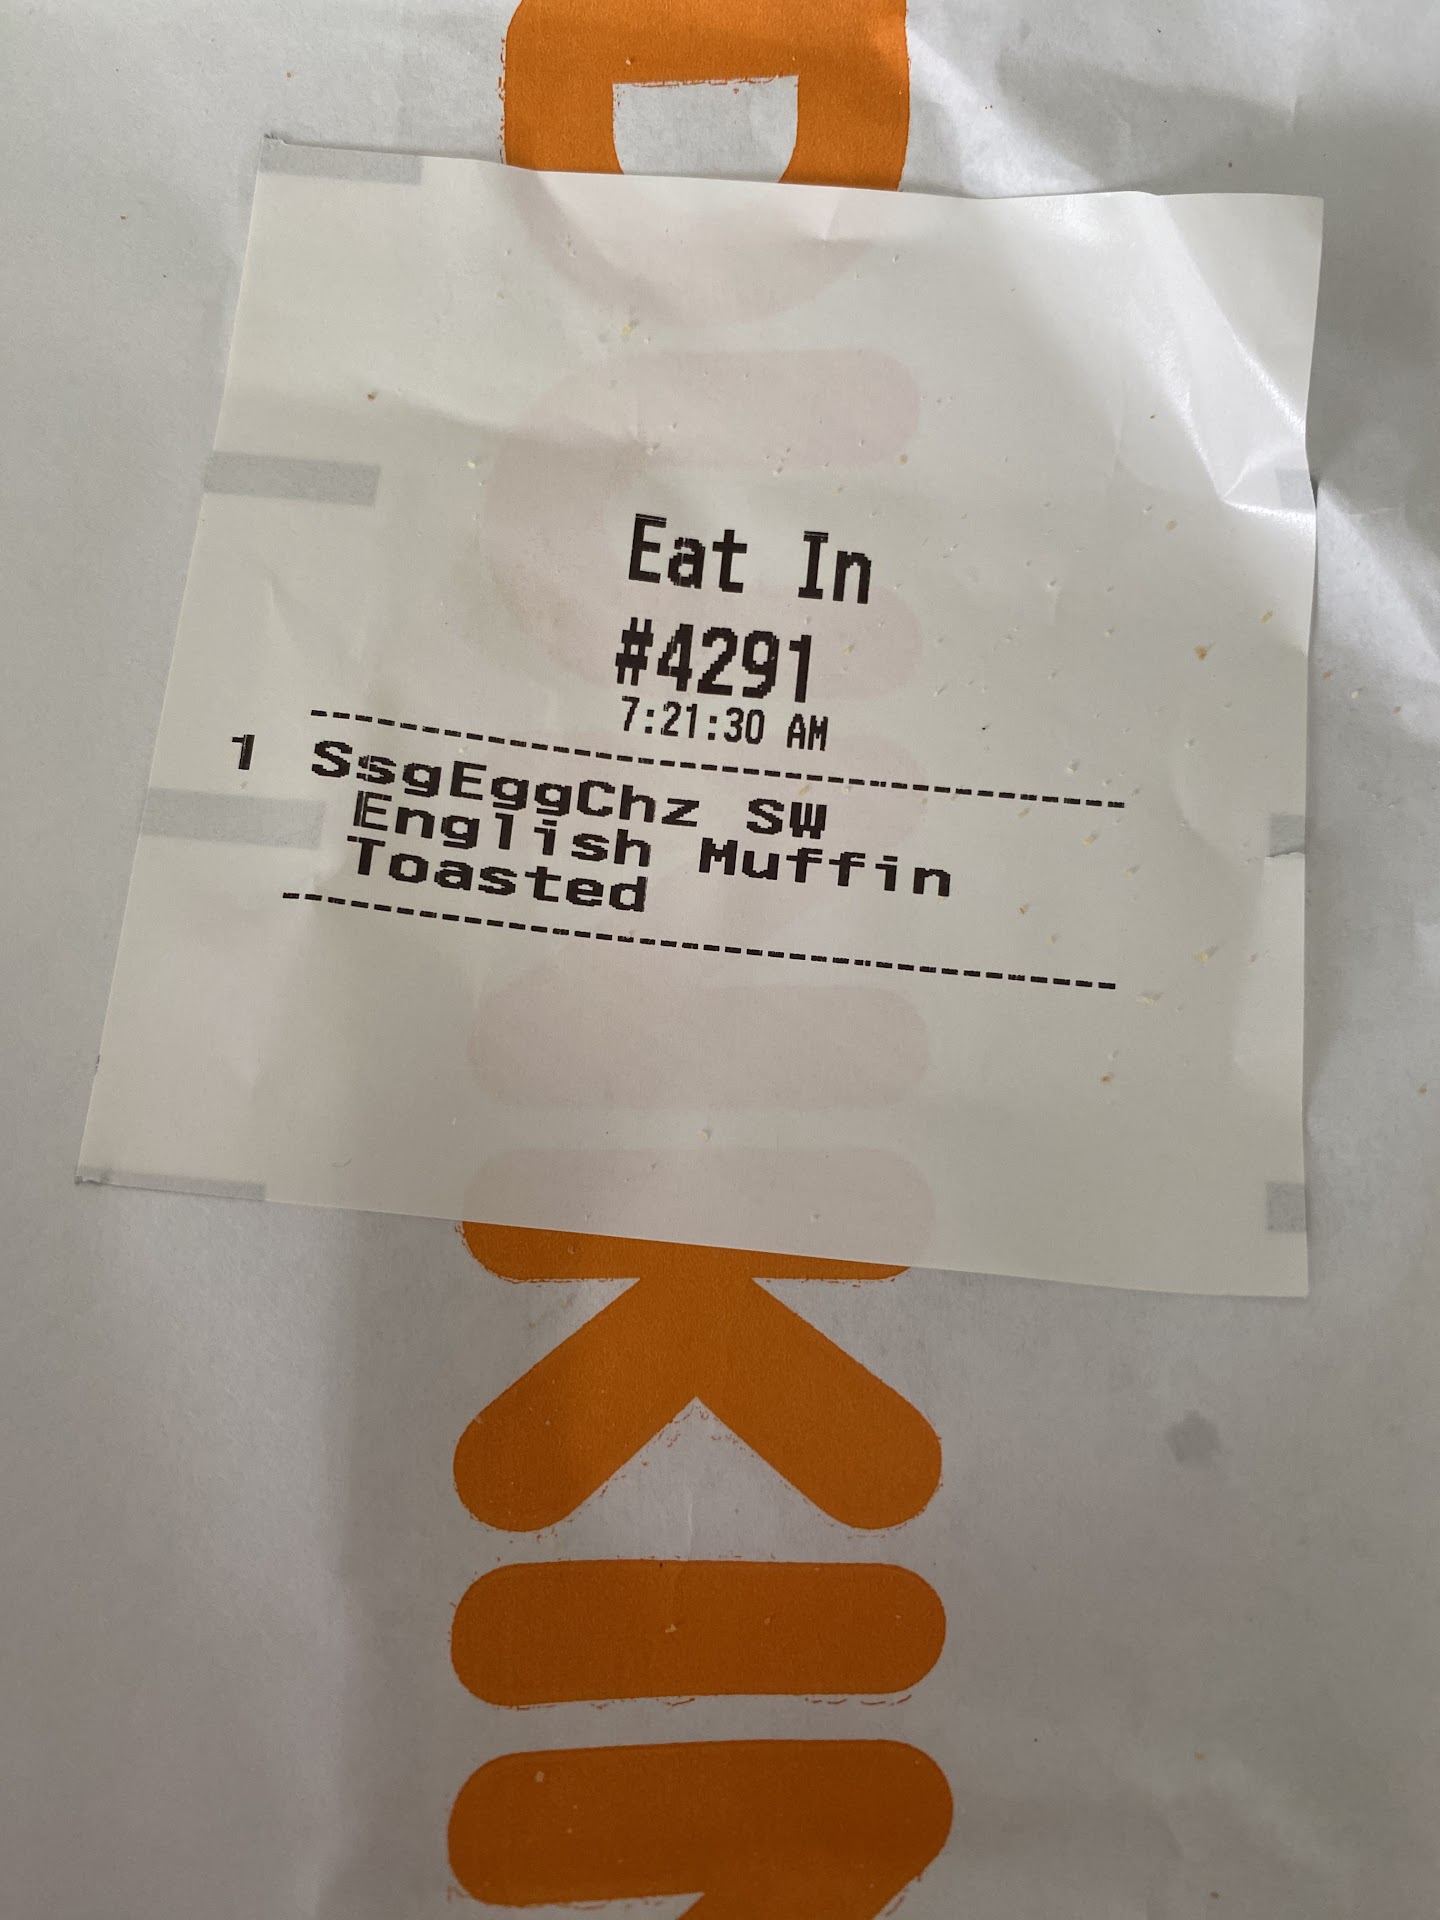 Eat In
#4291
7:21:30 AM
1 SsgEggChz SW
English Muffin
Toasted